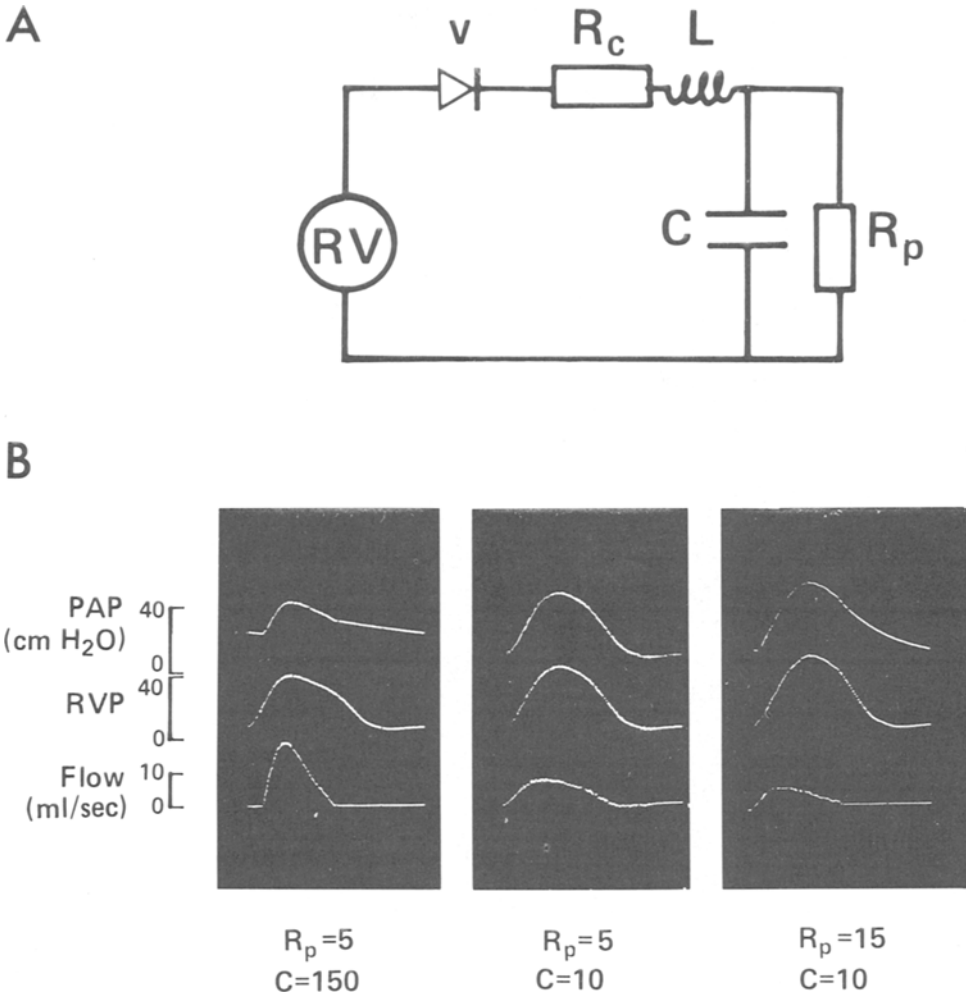 A
V
R_c
L
RV
C
R_p
B
PAP
(cm H₂O)
40
0
RVP
40
0
Flow
(ml/sec)
10
0
R_p=5
C=150
R_p=5
C=10
R_p=15
C=10